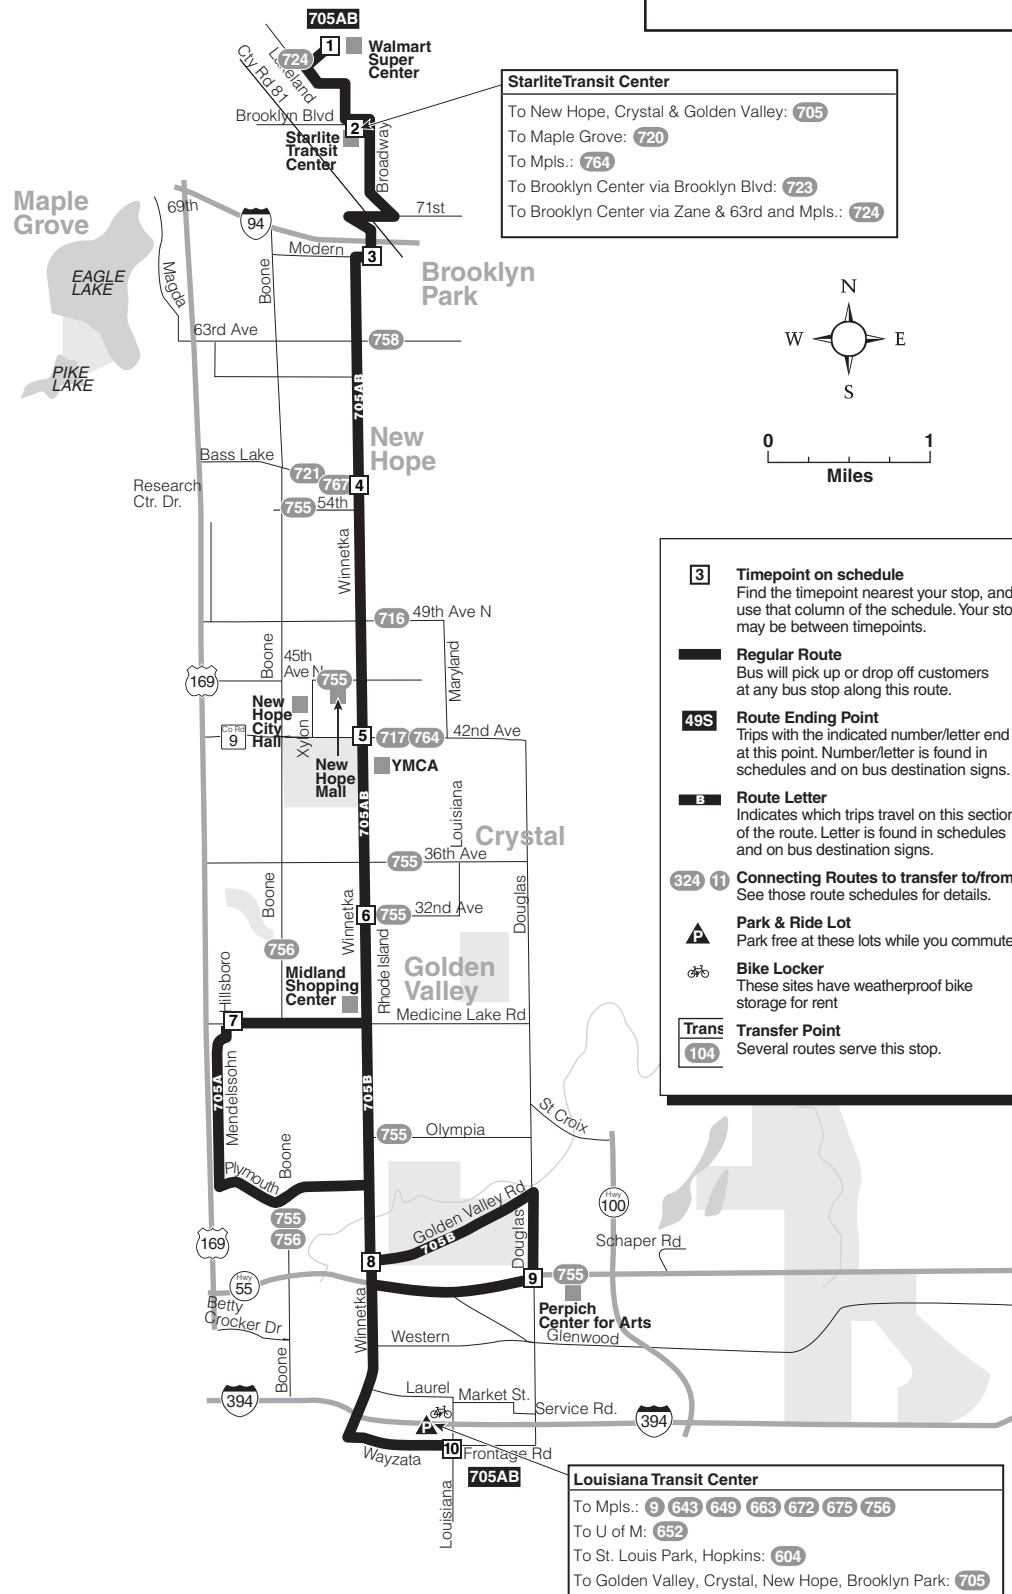 705AB
1
Walmart
Super
Center
724
Lakeland
Cty Rd 81
Brooklyn Blvd
2
Starlite
Transit
Center
Broadway
StarliteTransit Center
To New Hope, Crystal & Golden Valley: 705
To Maple Grove: 720
To Mpls.: 764
To Brooklyn Center via Brooklyn Blvd: 723
To Brooklyn Center via Zane & 63rd and Mpls.: 724
Maple
Grove
69th
94
71st
Modern
3
EAGLE
LAKE
Magda
Boone
Brooklyn
Park
63rd Ave
758
PIKE
LAKE
N
W E
S
705AB
New
Hope
0 1
Miles
Bass Lake
721
767
4
Research
Ctr. Dr.
755 54th
Winnetka
716 49th Ave N
Boone
45th
Ave N
755
Maryland
169
New
Hope
City
Hall
Co Rd
9
Xylon
5
717 764 42nd Ave
New
Hope
Mall
YMCA
705AB
Louisiana
Crystal
755 36th Ave
Boone
Winnetka
6
755 32nd Ave
Douglas
756
Rhode Island
Golden
Valley
Midland
Shopping
Center
Hillsboro
7
Medicine Lake Rd
705A
Mendelssohn
705B
St Croix
755 Olympia
Boone
Plymouth
755
756
Golden Valley Rd
705B
Douglas
Hwy
100
Schaper Rd
169
8
9
755
Hwy
55
Perpich
Center for Arts
Betty
Crocker Dr
Winnetka
Western
Glenwood
Boone
394
Laurel
Market St.
Service Rd.
394
P
Wayzata
10
Frontage Rd
705AB
Louisiana
3
Timepoint on schedule
Find the timepoint nearest your stop, and
use that column of the schedule. Your sto
may be between timepoints.
Regular Route
Bus will pick up or drop off customers
at any bus stop along this route.
49S
Route Ending Point
Trips with the indicated number/letter end
at this point. Number/letter is found in
schedules and on bus destination signs.
B
Route Letter
Indicates which trips travel on this section
of the route. Letter is found in schedules
and on bus destination signs.
324 11
Connecting Routes to transfer to/from
See those route schedules for details.
P
Park & Ride Lot
Park free at these lots while you commute
Bike Locker
These sites have weatherproof bike
storage for rent
Trans
104
Transfer Point
Several routes serve this stop.
Louisiana Transit Center
To Mpls.: 9 643 649 663 672 675 756
To U of M: 652
To St. Louis Park, Hopkins: 604
To Golden Valley, Crystal, New Hope, Brooklyn Park: 705